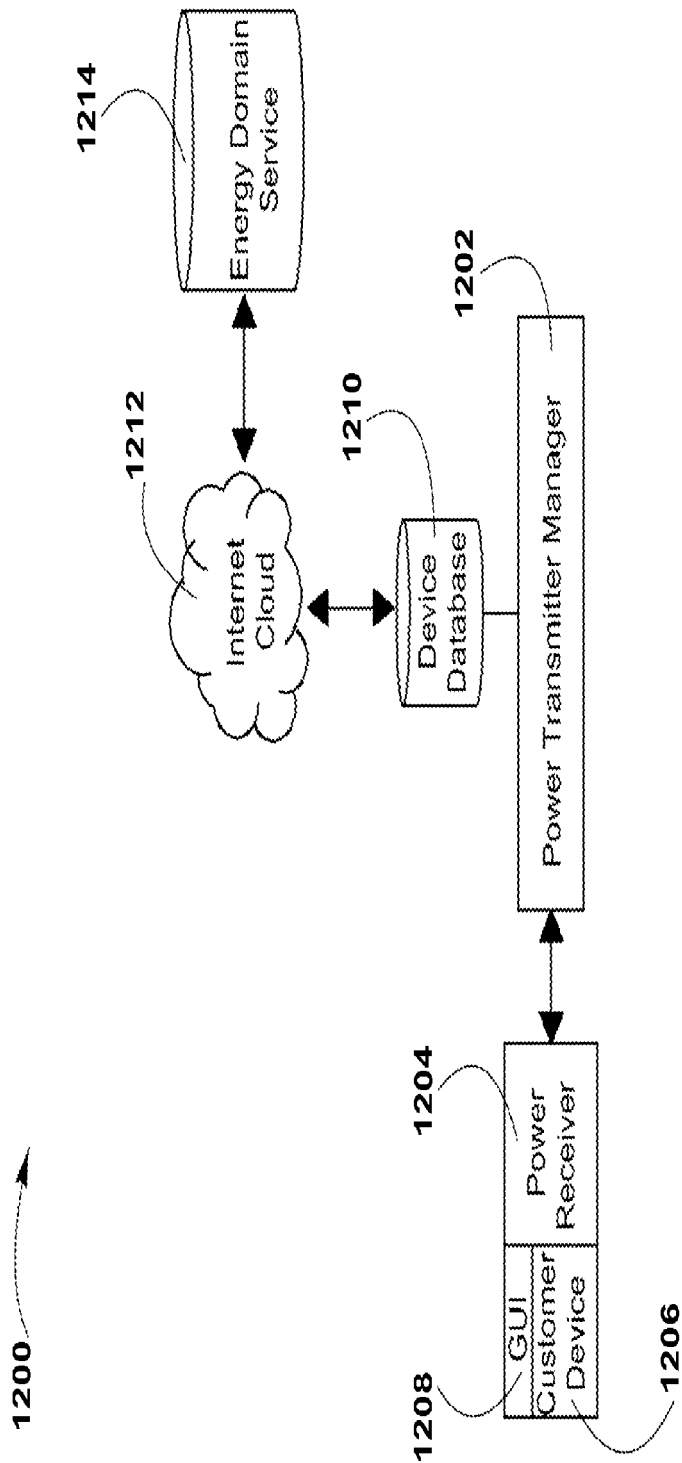 1200
1214
Energy Domain
Service
1212
Internet
Cloud
1210
Device
Database
1202
Power Transmitter Manager
1204
Power
Receiver
1208
GUI
Customer
Device
1206